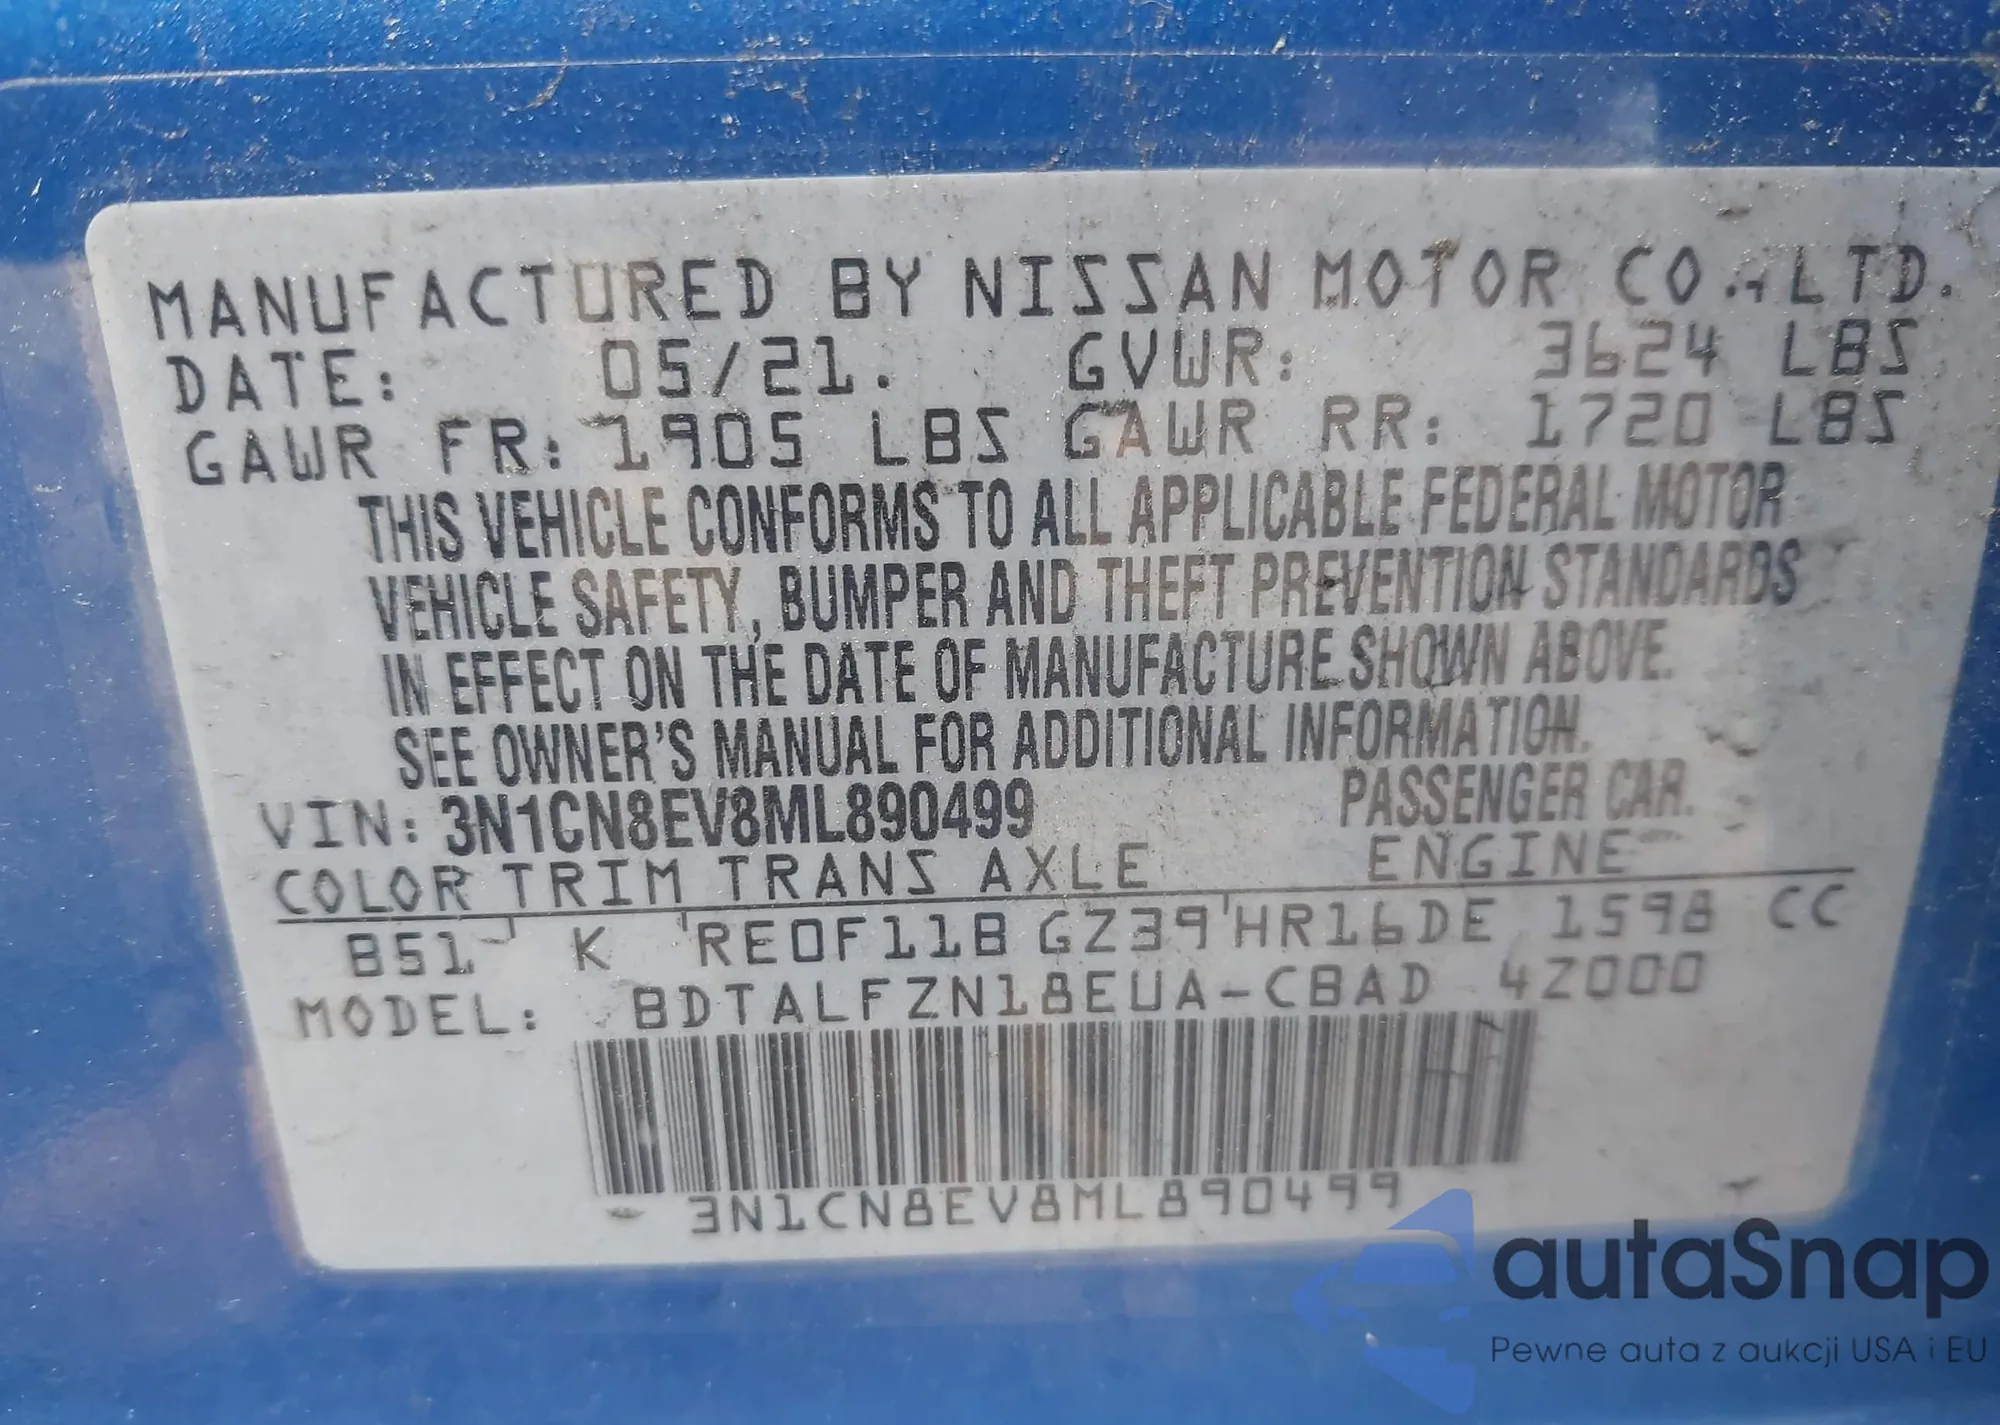 MANUFACTURED BY NISSAN MOTOR CO., LTD.
DATE: 05/21. GVWR: 3624 LBS
GAWR FR: 1905 LBS GAWR RR: 1720 LBS
THIS VEHICLE CONFORMS TO ALL APPLICABLE FEDERAL MOTOR
VEHICLE SAFETY, BUMPER AND THEFT PREVENTION STANDARDS
IN EFFECT ON THE DATE OF MANUFACTURE SHOWN ABOVE.
SEE OWNER'S MANUAL FOR ADDITIONAL INFORMATION.
VIN: 3N1CN8EV8ML890499 PASSENGER CAR.
COLOR TRIM TRANS AXLE ENGINE
B51 K RE0F11B GZ39 HR16DE 1598 CC
MODEL: BDTALFZN18EUA-CBAD 4Z000
3N1CN8EV8ML890499
autaSnap
Pewne auta z aukcji USA i EU